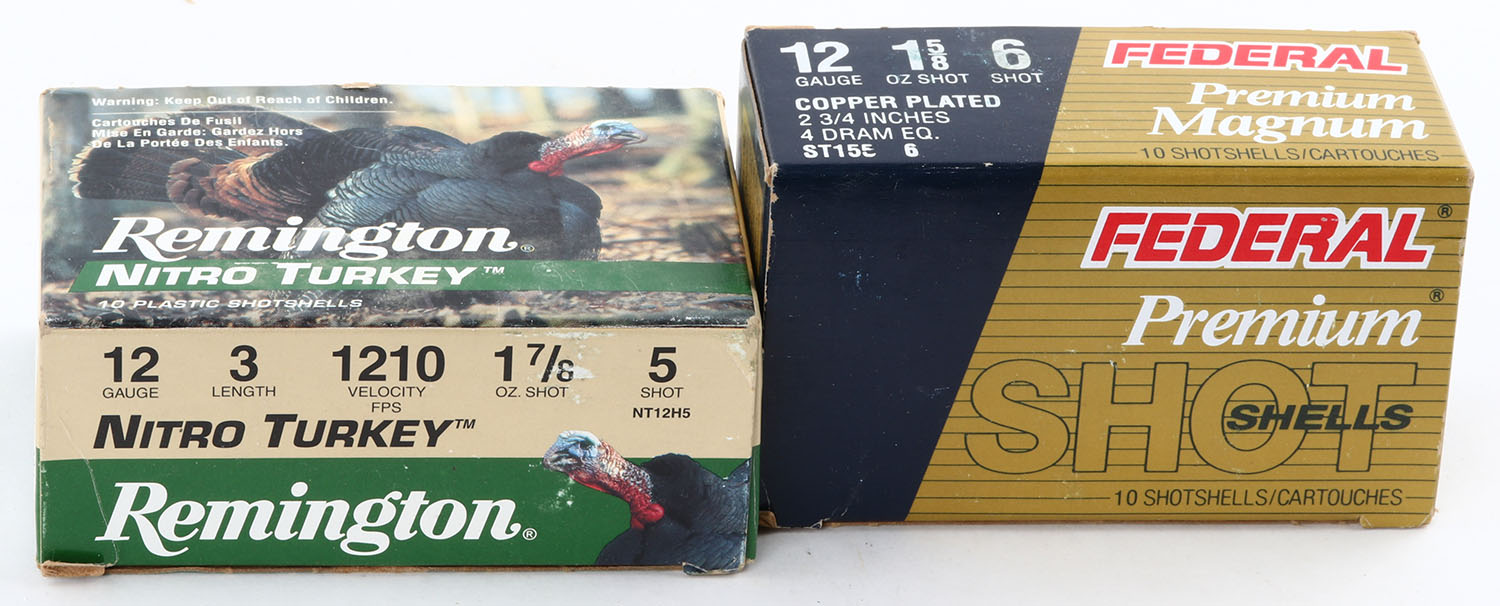 Warning: Keep Out of Reach of Children.
Cartouches De Fusil
Mise En Garde: Gardez Hors
De La Portée Des Enfants.
Remington®
NITRO TURKEY™
10 PLASTIC SHOTSHELLS
12 3 1210 1 7/8 5
GAUGE LENGTH VELOCITY FPS OZ. SHOT SHOT
NT12H5
NITRO TURKEY™
Remington®
12 1 5/8 6
GAUGE OZ SHOT SHOT
COPPER PLATED
2 3/4 INCHES
4 DRAM EQ.
ST15E 6
FEDERAL
Premium
Magnum
10 SHOTSHELLS/CARTOUCHES
FEDERAL®
Premium®
SHOT
SHELLS
10 SHOTSHELLS/CARTOUCHES